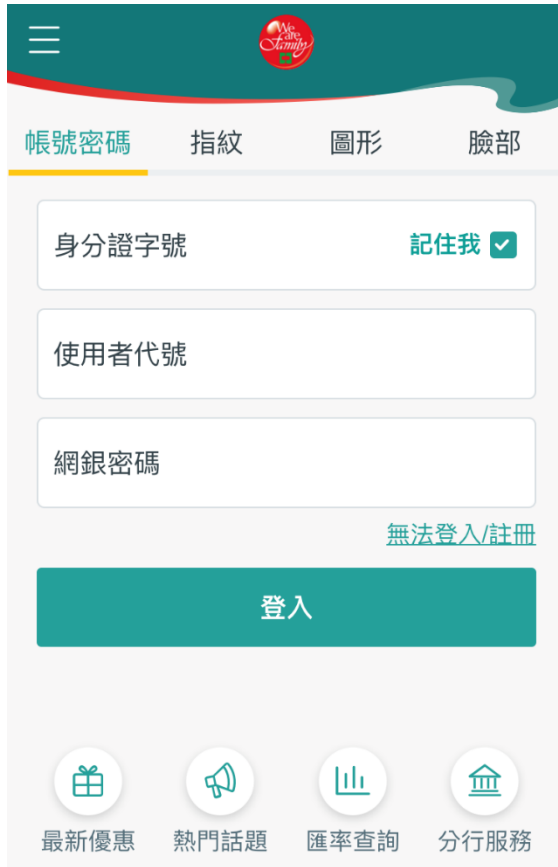 We
are
Family
帳號密碼 指紋 圖形 臉部
身分證字號 記住我
使用者代號
網銀密碼
無法登入/註冊
登入
最新優惠 熱門話題 匯率查詢 分行服務